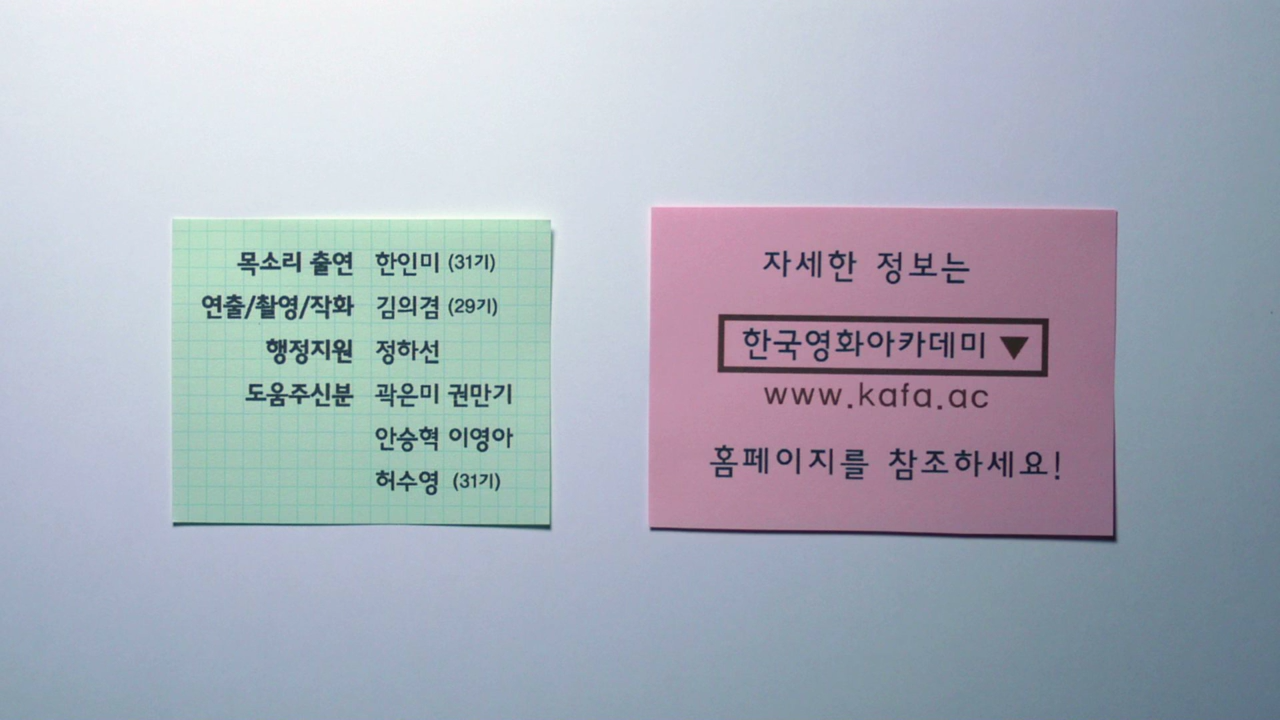 목소리 출연 한인미 (31기)
연출/촬영/작화 김의겸 (29기)
행정지원 정하선
도움주신분 곽은미 권만기
안승혁 이영아
허수영 (31기)
자세한 정보는
한국영화아카데미 ▼
www.kafa.ac
홈페이지를 참조하세요!